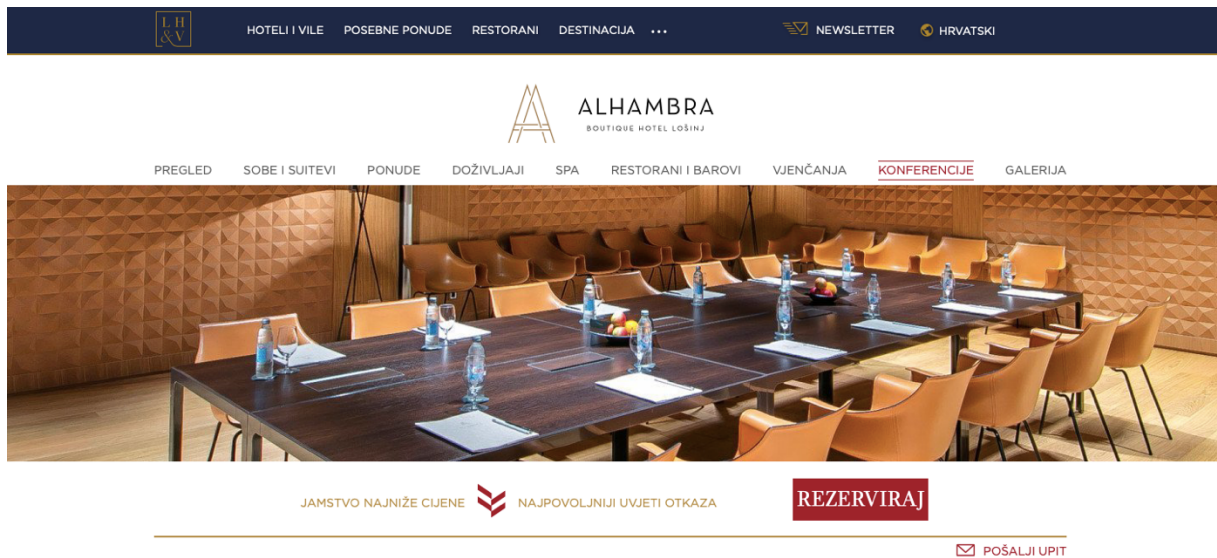 L H
& V
HOTELI I VILE POSEBNE PONUDE RESTORANI DESTINACIJA ... NEWSLETTER HRVATSKI
ALHAMBRA
BOUTIQUE HOTEL LOŠINJ
PREGLED SOBE I SUITEVI PONUDE DOŽIVLJAJI SPA RESTORANI I BAROVI VJENČANJA KONFERENCIJE GALERIJA
JAMSTVO NAJNIŽE CIJENE NAJPOVOLJNIJI UVJETI OTKAZA REZERVIRAJ
POŠALJI UPIT